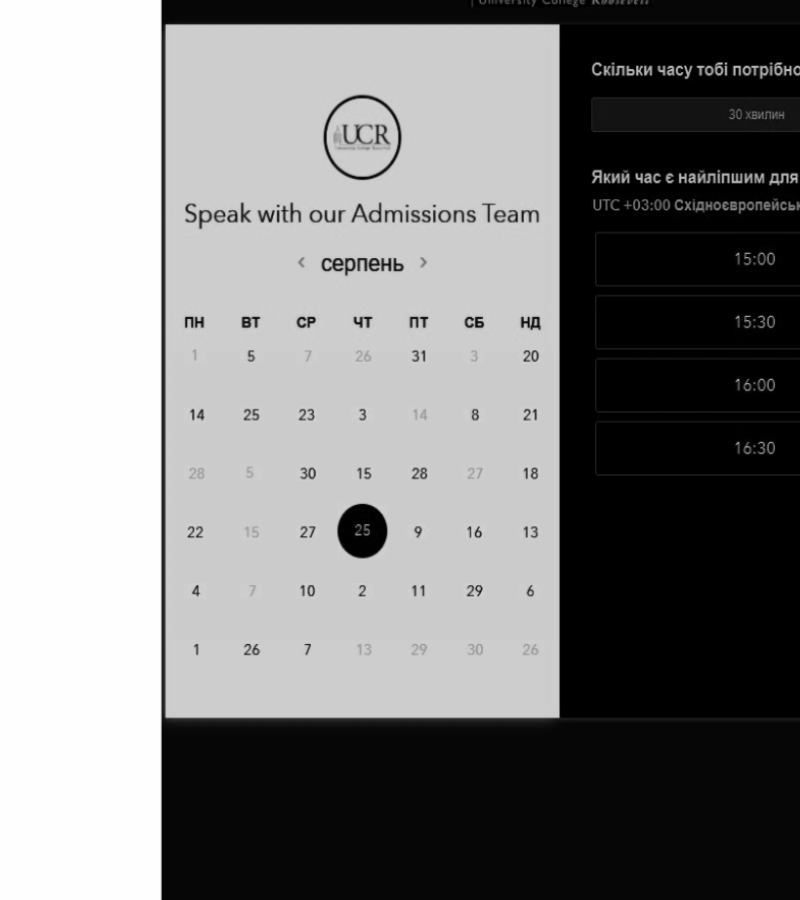 University College Roosevelt
UCR
Speak with our Admissions Team
< серпень >
ПН ВТ СР ЧТ ПТ СБ НД
1 5 7 26 31 3 20
14 25 23 3 14 8 21
28 5 30 15 28 27 18
22 15 27 25 9 16 13
4 7 10 2 11 29 6
1 26 7 13 29 30 26
Скільки часу тобі потрібно
30 хвилин
Який час є найліпшим для
UTC +03:00 Східноєвропейськ
15:00
15:30
16:00
16:30